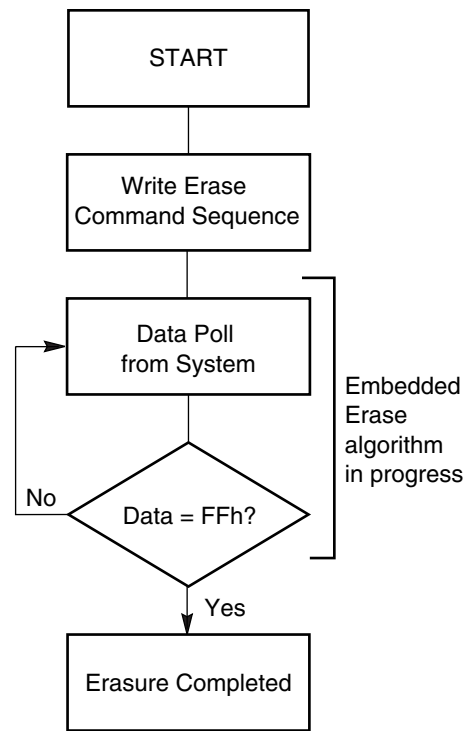 START
Write Erase
Command Sequence
Data Poll
from System
Embedded
Erase
algorithm
in progress
No
Data = FFh?
Yes
Erasure Completed